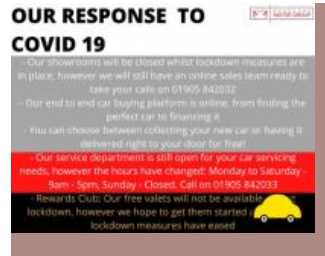 OUR RESPONSE TO
COVID 19
- Our showrooms will be closed whilst lockdown measures are
in place, however we will still have an online sales team ready to
take your calls on 01905 842032
- Our end to end car buying platform is online, from finding the
perfect car to financing it
- You can choose between collecting your new car or having it
delivered right to your door for free!
- Our service department is still open for your car servicing
needs, however the hours have changed: Monday to Saturday -
9am - 5pm, Sunday - Closed. Call on 01905 842033
- Rewards Club: Our free valets will not be available
lockdown, however we hope to get them started
lockdown measures have eased